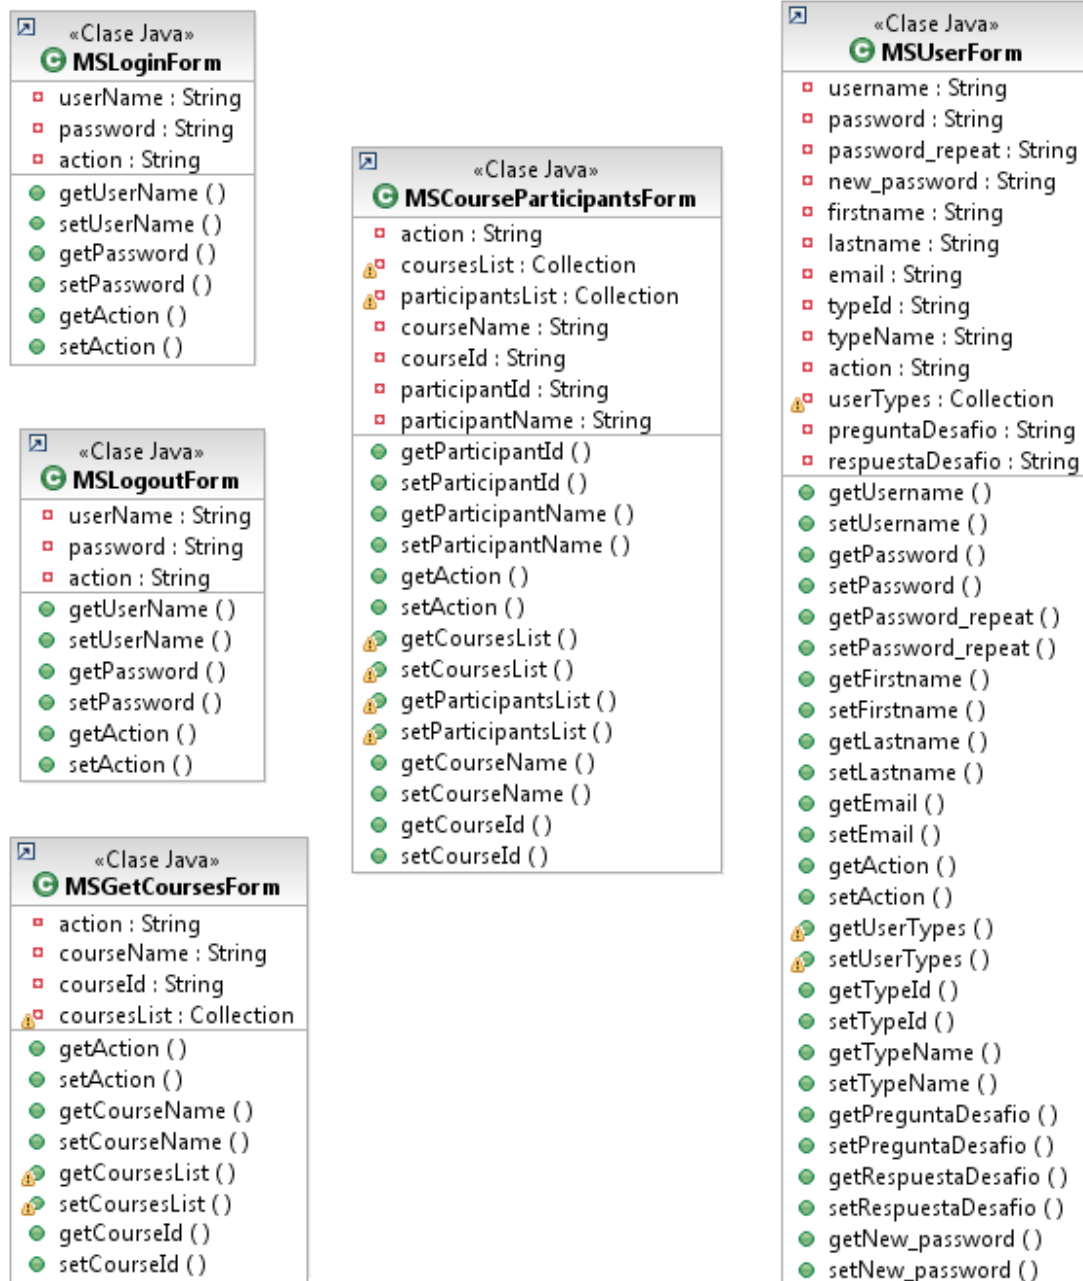 «Clase Java»
MSLoginForm
userName : String
password : String
action : String
getUserName ( )
setUserName ( )
getPassword ( )
setPassword ( )
getAction ( )
setAction ( )
«Clase Java»
MSLogoutForm
userName : String
password : String
action : String
getUserName ( )
setUserName ( )
getPassword ( )
setPassword ( )
getAction ( )
setAction ( )
«Clase Java»
MSGetCoursesForm
action : String
courseName : String
courseId : String
coursesList : Collection
getAction ( )
setAction ( )
getCourseName ( )
setCourseName ( )
getCoursesList ( )
setCoursesList ( )
getCourseId ( )
setCourseId ( )
«Clase Java»
MSCourseParticipantsForm
action : String
coursesList : Collection
participantsList : Collection
courseName : String
courseId : String
participantId : String
participantName : String
getParticipantId ( )
setParticipantId ( )
getParticipantName ( )
setParticipantName ( )
getAction ( )
setAction ( )
getCoursesList ( )
setCoursesList ( )
getParticipantsList ( )
setParticipantsList ( )
getCourseName ( )
setCourseName ( )
getCourseId ( )
setCourseId ( )
«Clase Java»
MSUserForm
username : String
password : String
password_repeat : String
new_password : String
firstname : String
lastname : String
email : String
typeId : String
typeName : String
action : String
userTypes : Collection
preguntaDesafio : String
respuestaDesafio : String
getUsername ( )
setUsername ( )
getPassword ( )
setPassword ( )
getPassword_repeat ( )
setPassword_repeat ( )
getFirstname ( )
setFirstname ( )
getLastname ( )
setLastname ( )
getEmail ( )
setEmail ( )
getAction ( )
setAction ( )
getUserTypes ( )
setUserTypes ( )
getTypeId ( )
setTypeId ( )
getTypeName ( )
setTypeName ( )
getPreguntaDesafio ( )
setPreguntaDesafio ( )
getRespuestaDesafio ( )
setRespuestaDesafio ( )
getNew_password ( )
setNew_password ( )